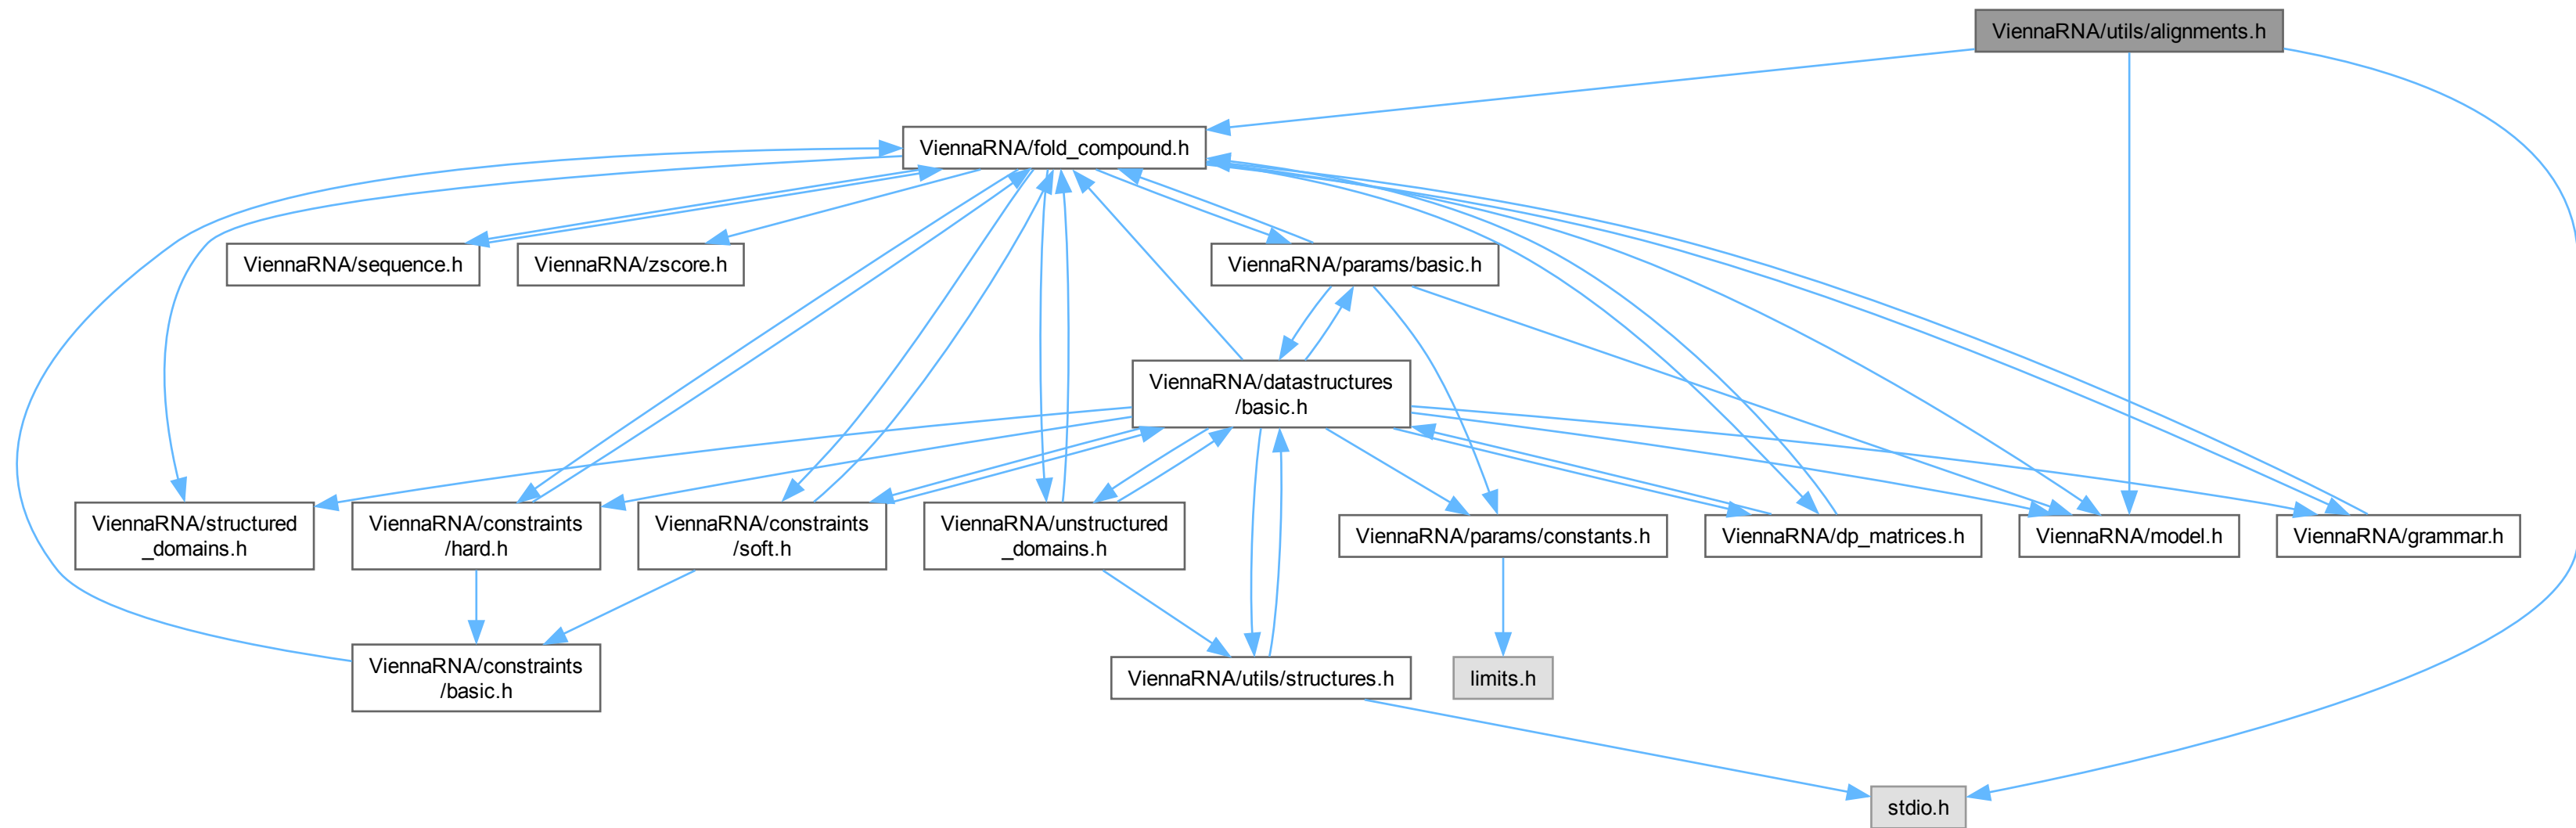 ViennaRNA/utils/alignments.h
ViennaRNA/fold_compound.h
ViennaRNA/sequence.h
ViennaRNA/zscore.h
ViennaRNA/params/basic.h
ViennaRNA/datastructures
/basic.h
ViennaRNA/structured
_domains.h
ViennaRNA/constraints
/hard.h
ViennaRNA/constraints
/soft.h
ViennaRNA/unstructured
_domains.h
ViennaRNA/params/constants.h
ViennaRNA/dp_matrices.h
ViennaRNA/model.h
ViennaRNA/grammar.h
ViennaRNA/constraints
/basic.h
ViennaRNA/utils/structures.h
limits.h
stdio.h